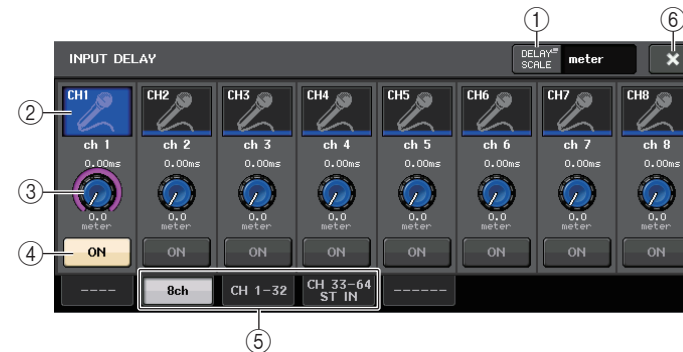 ① ⑥
INPUT DELAY DELAY SCALE meter ×
② CH1 CH2 CH3 CH4 CH5 CH6 CH7 CH8
ch 1 ch 2 ch 3 ch 4 ch 5 ch 6 ch 7 ch 8
0.00ms 0.00ms 0.00ms 0.00ms 0.00ms 0.00ms 0.00ms 0.00ms
③
0.0 0.0 0.0 0.0 0.0 0.0 0.0 0.0
meter meter meter meter meter meter meter meter
④ ON ON ON ON ON ON ON ON
---- 8ch CH 1-32 CH 33-64 ST IN ------
⑤